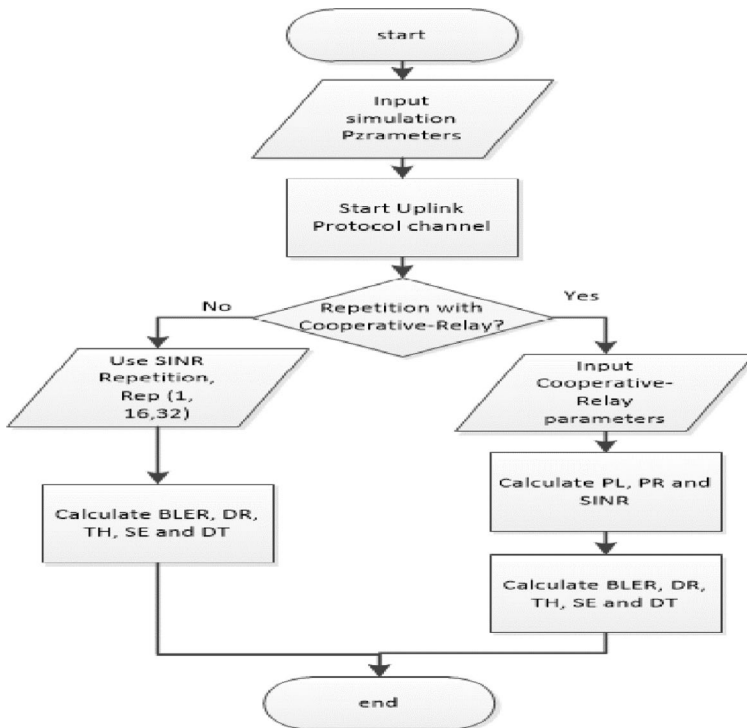 start
Input
simulation
Pzrameters
Start Uplink
Protocol channel
Repetition with
Cooperative-Relay?
No
Yes
Use SINR
Repetition,
Rep (1,
16,32)
Calculate BLER, DR,
TH, SE and DT
Input
Cooperative-
Relay
parameters
Calculate PL, PR and
SINR
Calculate BLER, DR,
TH, SE and DT
end